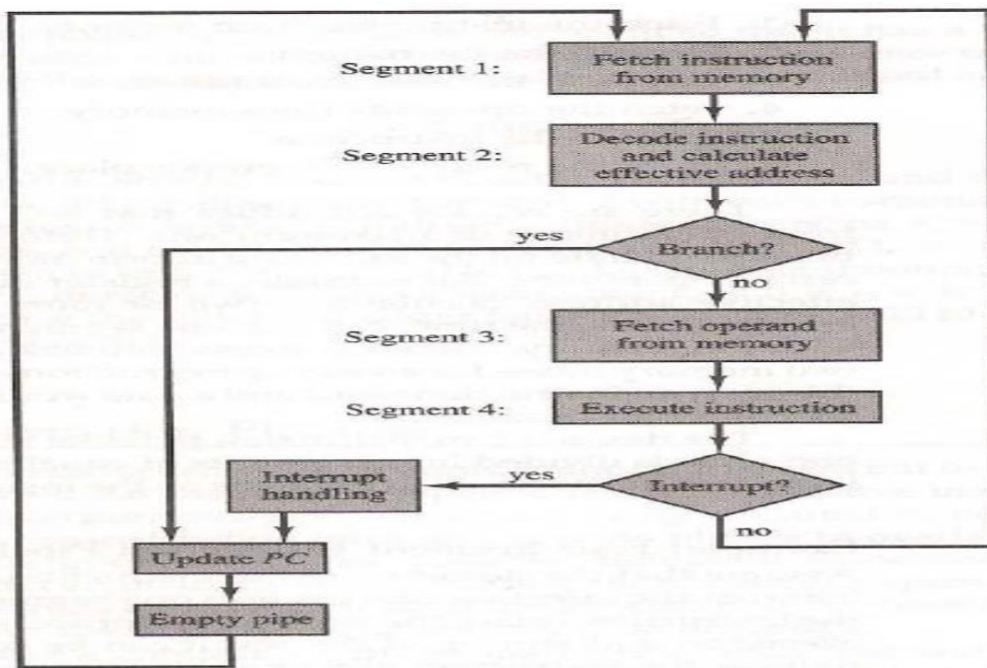 Segment 1:
Fetch instruction
from memory
Segment 2:
Decode instruction
and calculate
effective address
yes
Branch?
no
Segment 3:
Fetch operand
from memory
Segment 4:
Execute instruction
Interrupt
handling
yes
Interrupt?
no
Update PC
Empty pipe